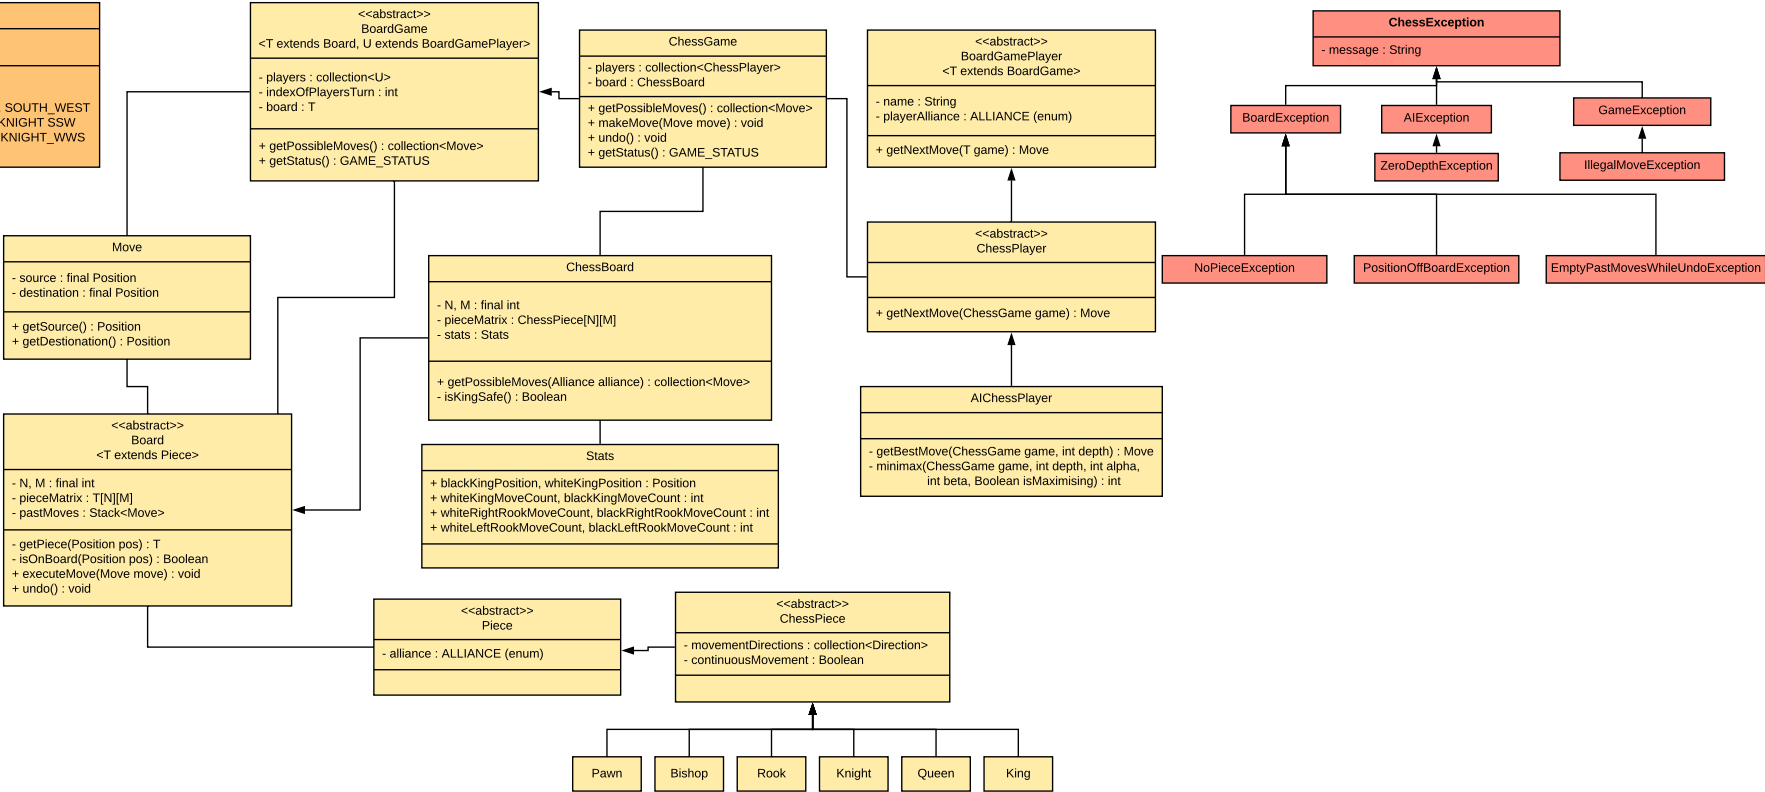 SOUTH_WEST
KNIGHT SSW
KNIGHT_WWS
<<abstract>>
BoardGame
<T extends Board, U extends BoardGamePlayer>
- players : collection<U>
- indexOfPlayersTurn : int
- board : T
+ getPossibleMoves() : collection<Move>
+ getStatus() : GAME_STATUS
ChessGame
- players : collection<ChessPlayer>
- board : ChessBoard
+ getPossibleMoves() : collection<Move>
+ makeMove(Move move) : void
+ undo() : void
+ getStatus() : GAME_STATUS
<<abstract>>
BoardGamePlayer
<T extends BoardGame>
- name : String
- playerAlliance : ALLIANCE (enum)
+ getNextMove(T game) : Move
ChessException
- message : String
BoardException
AIException
GameException
ZeroDepthException
IllegalMoveException
NoPieceException
PositionOffBoardException
EmptyPastMovesWhileUndoException
Move
- source : final Position
- destination : final Position
+ getSource() : Position
+ getDestionation() : Position
ChessBoard
- N, M : final int
- pieceMatrix : ChessPiece[N][M]
- stats : Stats
+ getPossibleMoves(Alliance alliance) : collection<Move>
- isKingSafe() : Boolean
<<abstract>>
ChessPlayer
+ getNextMove(ChessGame game) : Move
AIChessPlayer
- getBestMove(ChessGame game, int depth) : Move
- minimax(ChessGame game, int depth, int alpha,
int beta, Boolean isMaximising) : int
<<abstract>>
Board
<T extends Piece>
- N, M : final int
- pieceMatrix : T[N][M]
- pastMoves : Stack<Move>
- getPiece(Position pos) : T
- isOnBoard(Position pos) : Boolean
+ executeMove(Move move) : void
+ undo() : void
Stats
+ blackKingPosition, whiteKingPosition : Position
+ whiteKingMoveCount, blackKingMoveCount : int
+ whiteRightRookMoveCount, blackRightRookMoveCount : int
+ whiteLeftRookMoveCount, blackLeftRookMoveCount : int
<<abstract>>
Piece
- alliance : ALLIANCE (enum)
<<abstract>>
ChessPiece
- movementDirections : collection<Direction>
- continuousMovement : Boolean
Pawn
Bishop
Rook
Knight
Queen
King